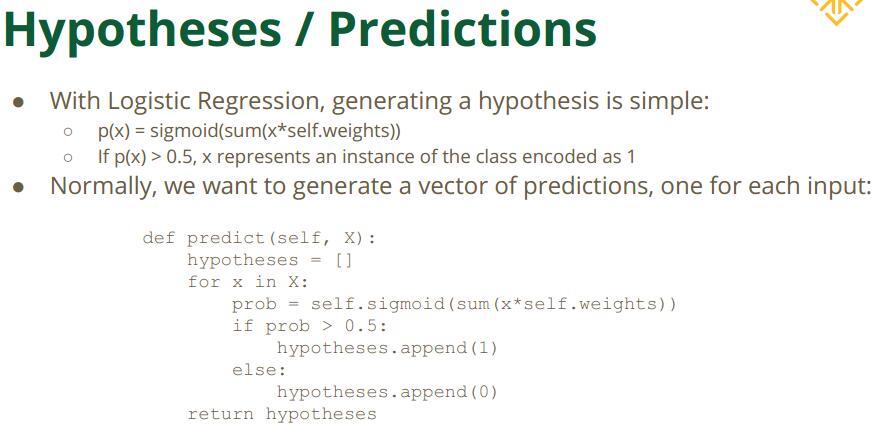 Hypotheses / Predictions
● With Logistic Regression, generating a hypothesis is simple:
○ p(x) = sigmoid(sum(x*self.weights))
○ If p(x) > 0.5, x represents an instance of the class encoded as 1
● Normally, we want to generate a vector of predictions, one for each input:
def predict(self, X):
    hypotheses = []
    for x in X:
        prob = self.sigmoid(sum(x*self.weights))
        if prob > 0.5:
            hypotheses.append(1)
        else:
            hypotheses.append(0)
    return hypotheses